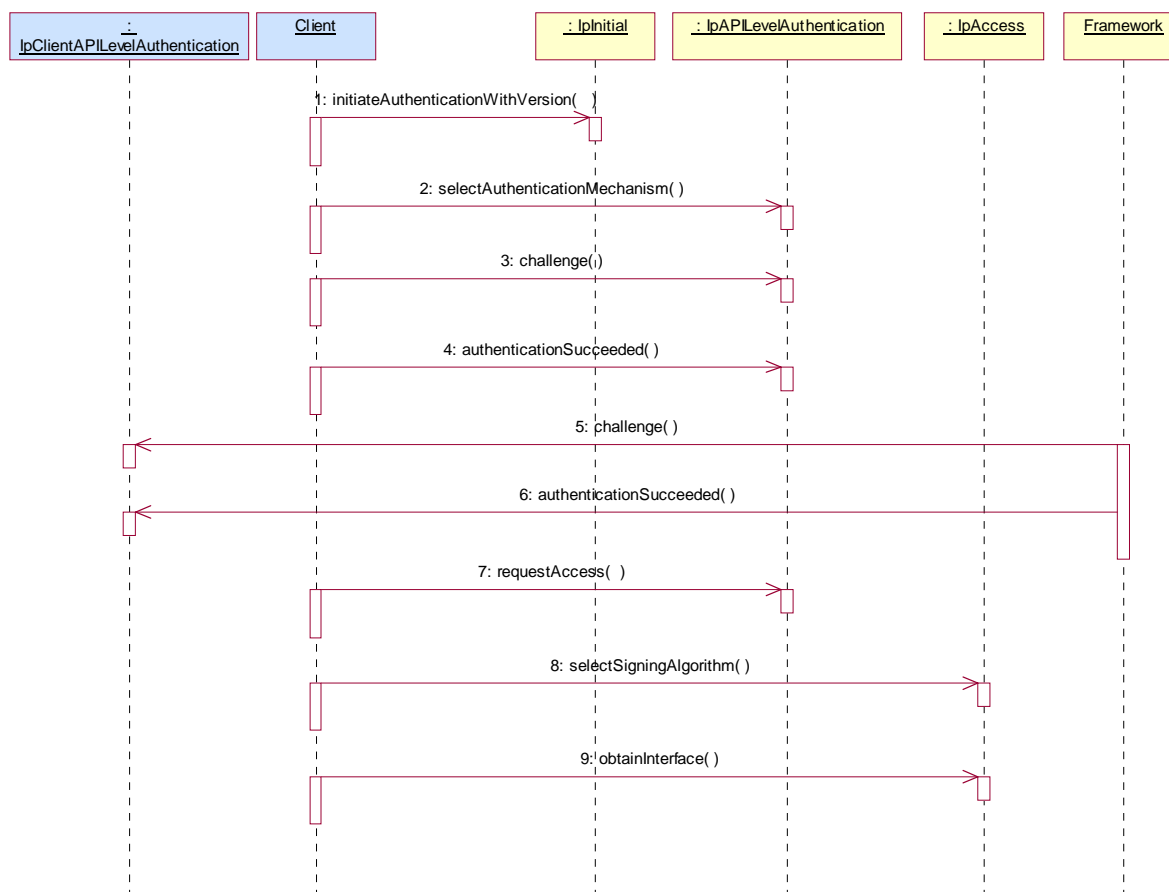 :
IpClientAPILevelAuthentication
Client
: IpInitial
: IpAPILevelAuthentication
: IpAccess
Framework
1: initiateAuthenticationWithVersion(   )
2: selectAuthenticationMechanism( )
3: challenge( )
4: authenticationSucceeded( )
5: challenge( )
6: authenticationSucceeded( )
7: requestAccess(  )
8: selectSigningAlgorithm( )
9: obtainInterface( )